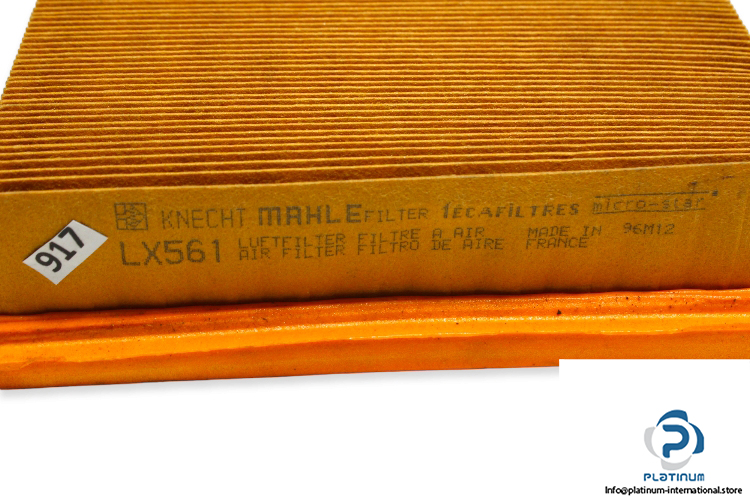 KNECHT MAHLE FILTER TECAFILTRES micro-star
LX561 LUFTFILTER FILTRE A AIR MADE IN 96M12
AIR FILTER FILTRO DE AIRE FRANCE
917
PLATINUM
Info@platinum-international.store